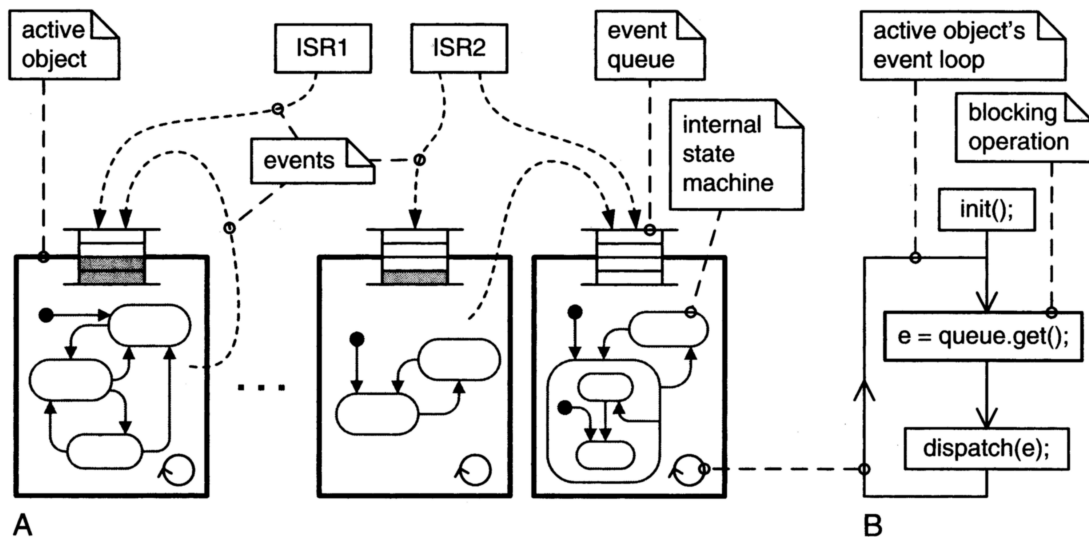 active
object
ISR1
ISR2
event
queue
active object's
event loop
internal
state
machine
blocking
operation
events
init();
e = queue.get();
dispatch(e);
...
A
B